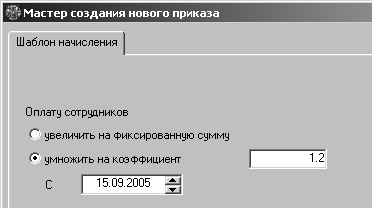 Мастер создания нового приказа
Шаблон начисления
Оплату сотрудников
увеличить на фиксированную сумму
умножить на коэффициент 1.2
С 15.09.2005